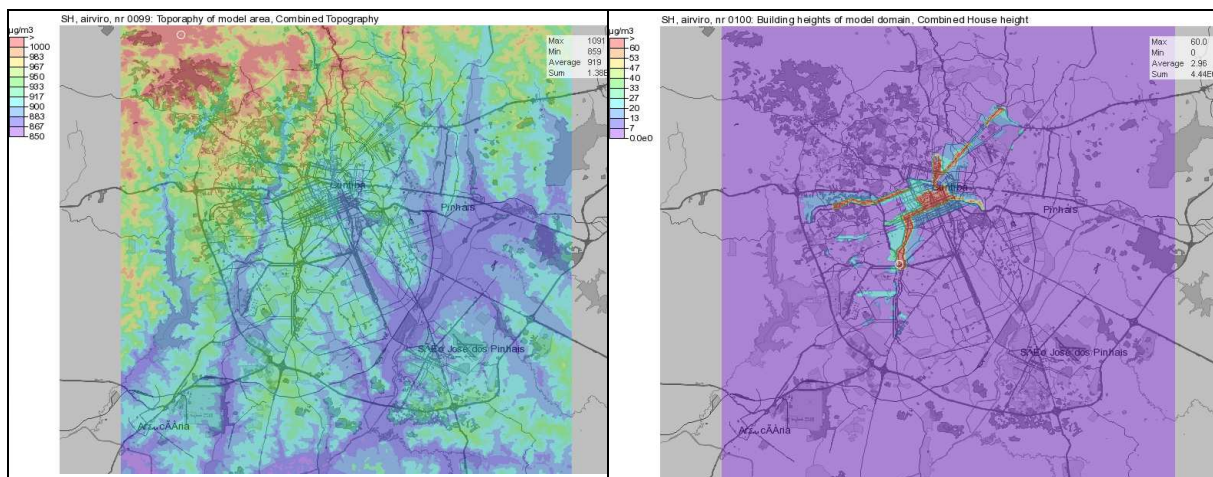 SH, airviro, nr 0099: Toporaphy of model area, Combined Topography
µg/m3
>
1000
983
967
950
933
917
900
883
867
850
Max 1091
Min 859
Average 919
Sum 1.38E
Curitiba
Pinhais
S^Eo José dos Pinhais
SH, airviro, nr 0100: Building heights of model domain, Combined House height
µg/m3
>
60
53
47
40
33
27
20
13
7
0.0e0
Max 60.0
Min 0
Average 2.96
Sum 4.44E6
Curitiba
Pinhais
S^Eo José dos Pinhais